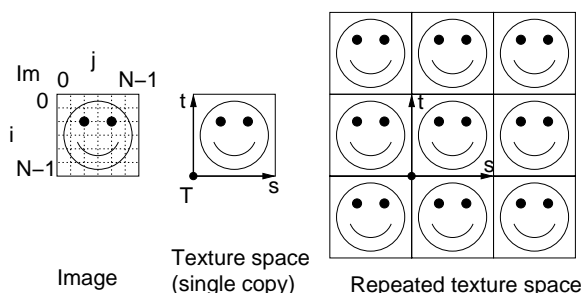 Im
j
0
N−1
0
i
N−1
Image
t
T
s
Texture space
(single copy)
t
s
Repeated texture space